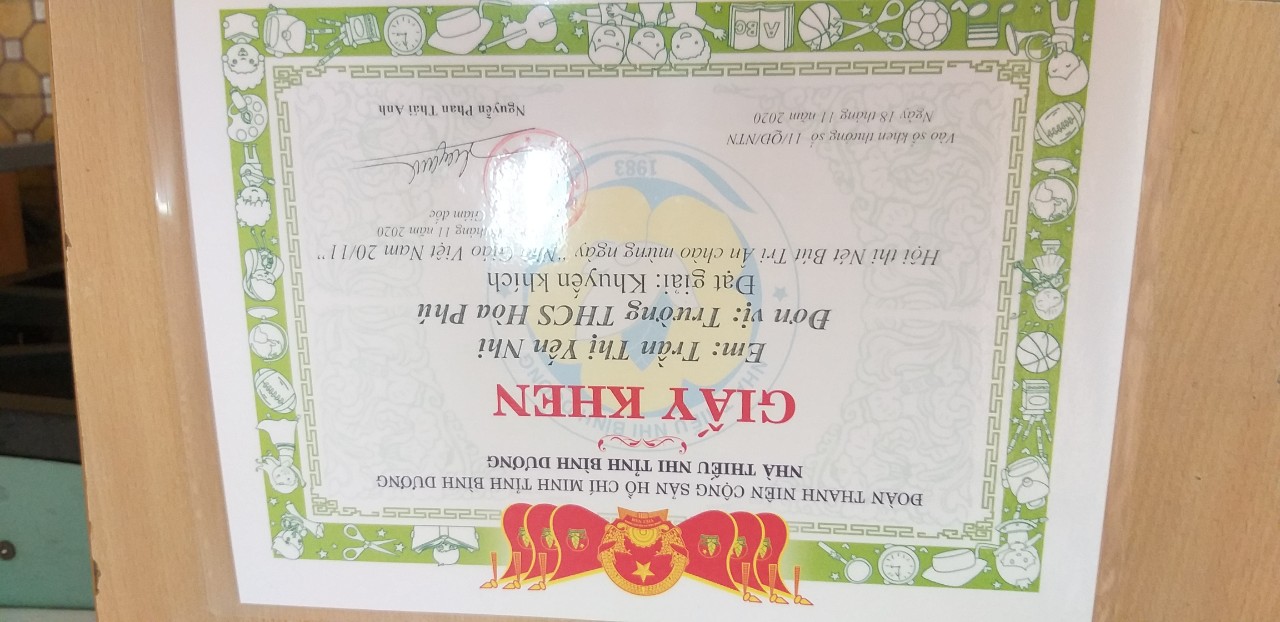 ĐOÀN THANH NIÊN CỘNG SẢN HỒ CHÍ MINH TỈNH BÌNH DƯƠNG
NHÀ THIẾU NHI TỈNH BÌNH DƯƠNG
GIẤY KHEN
Em: Trần Thị Yến Nhi
Đơn vị: Trường THCS Hòa Phú
Đạt giải: Khuyến khích
Hội thi Nét Bút Tri Ân chào mừng ngày "Nhà Giáo Việt Nam 20/11"
tháng 11 năm 2020
Giám đốc
1983
Vào sổ khen thưởng số 11/QD/NTN
Ngày 18 tháng 11 năm 2020
Nguyễn Phan Thái Anh
ABC